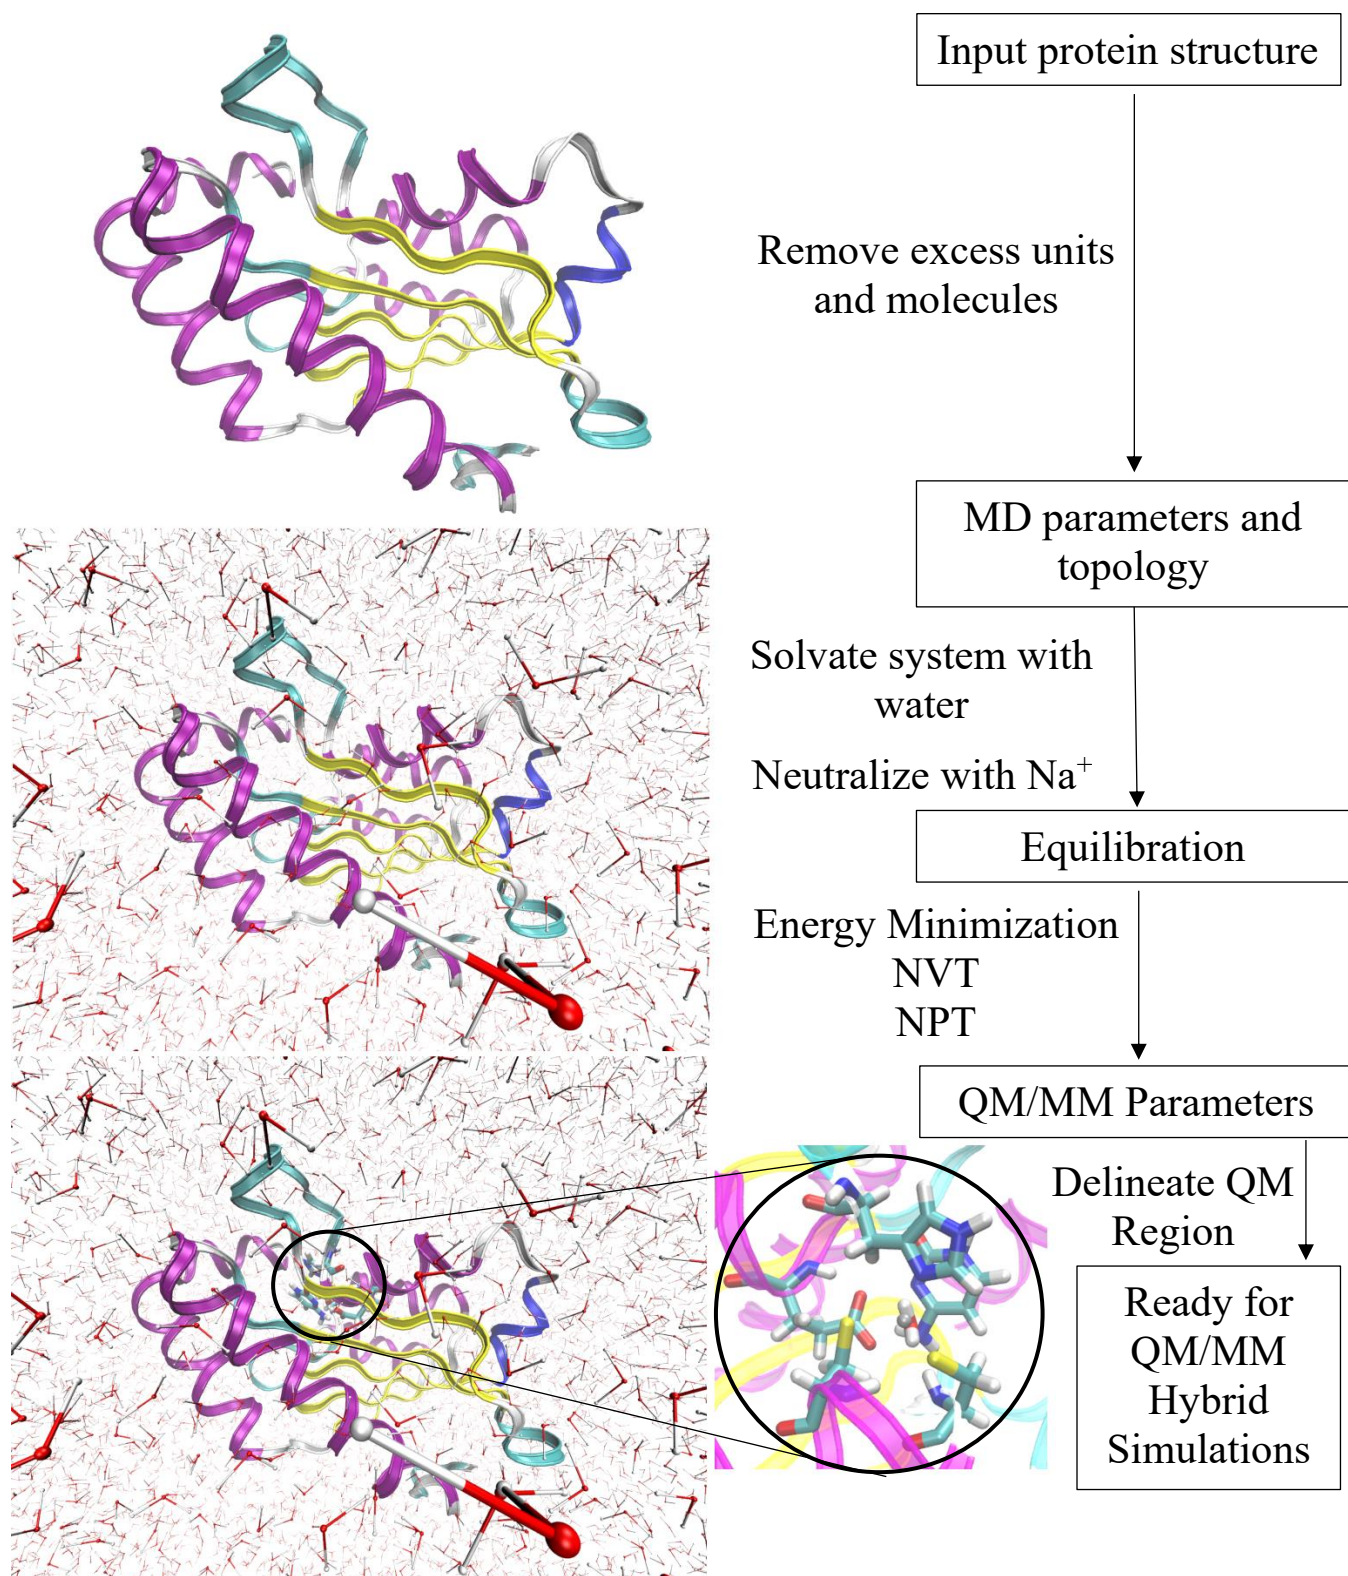 Input protein structure
Remove excess units
and molecules
MD parameters and
topology
Solvate system with
water
Neutralize with Na⁺
Equilibration
Energy Minimization
NVT
NPT
QM/MM Parameters
Delineate QM
Region
Ready for
QM/MM
Hybrid
Simulations